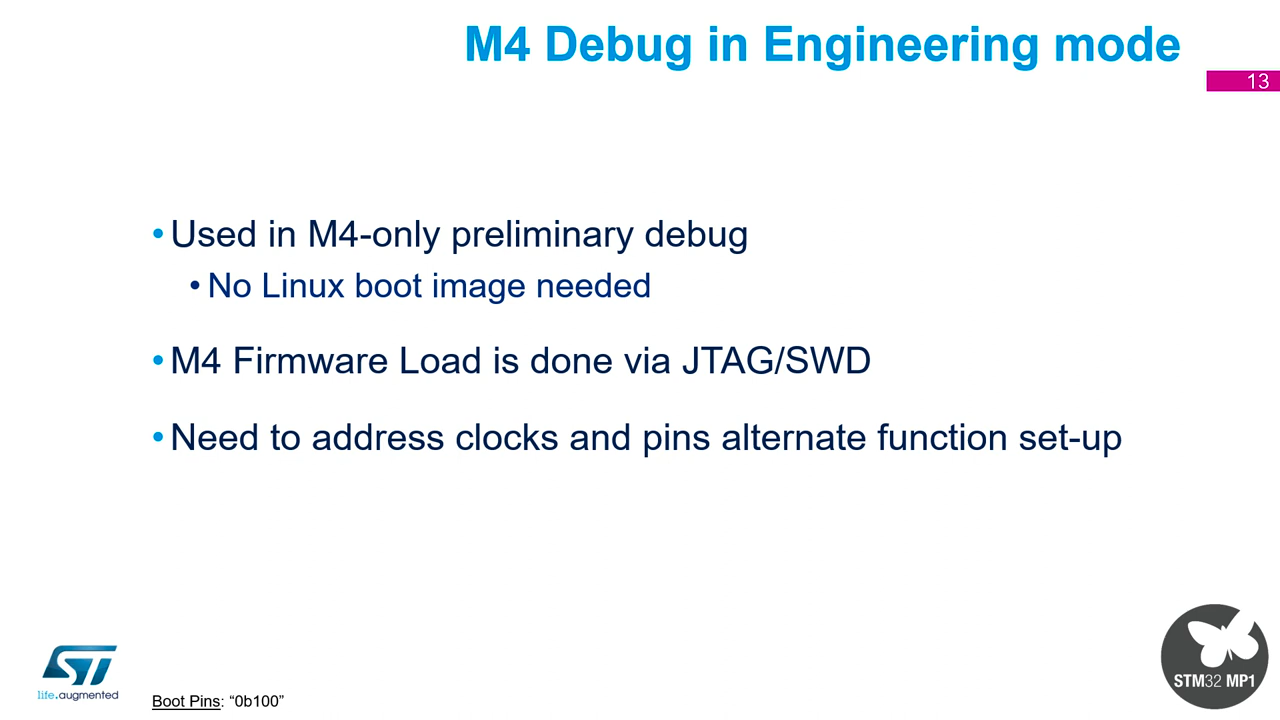 M4 Debug in Engineering mode
13
• Used in M4-only preliminary debug
• No Linux boot image needed
• M4 Firmware Load is done via JTAG/SWD
• Need to address clocks and pins alternate function set-up
ST
life.augmented
Boot Pins: “0b100”
STM32 MP1